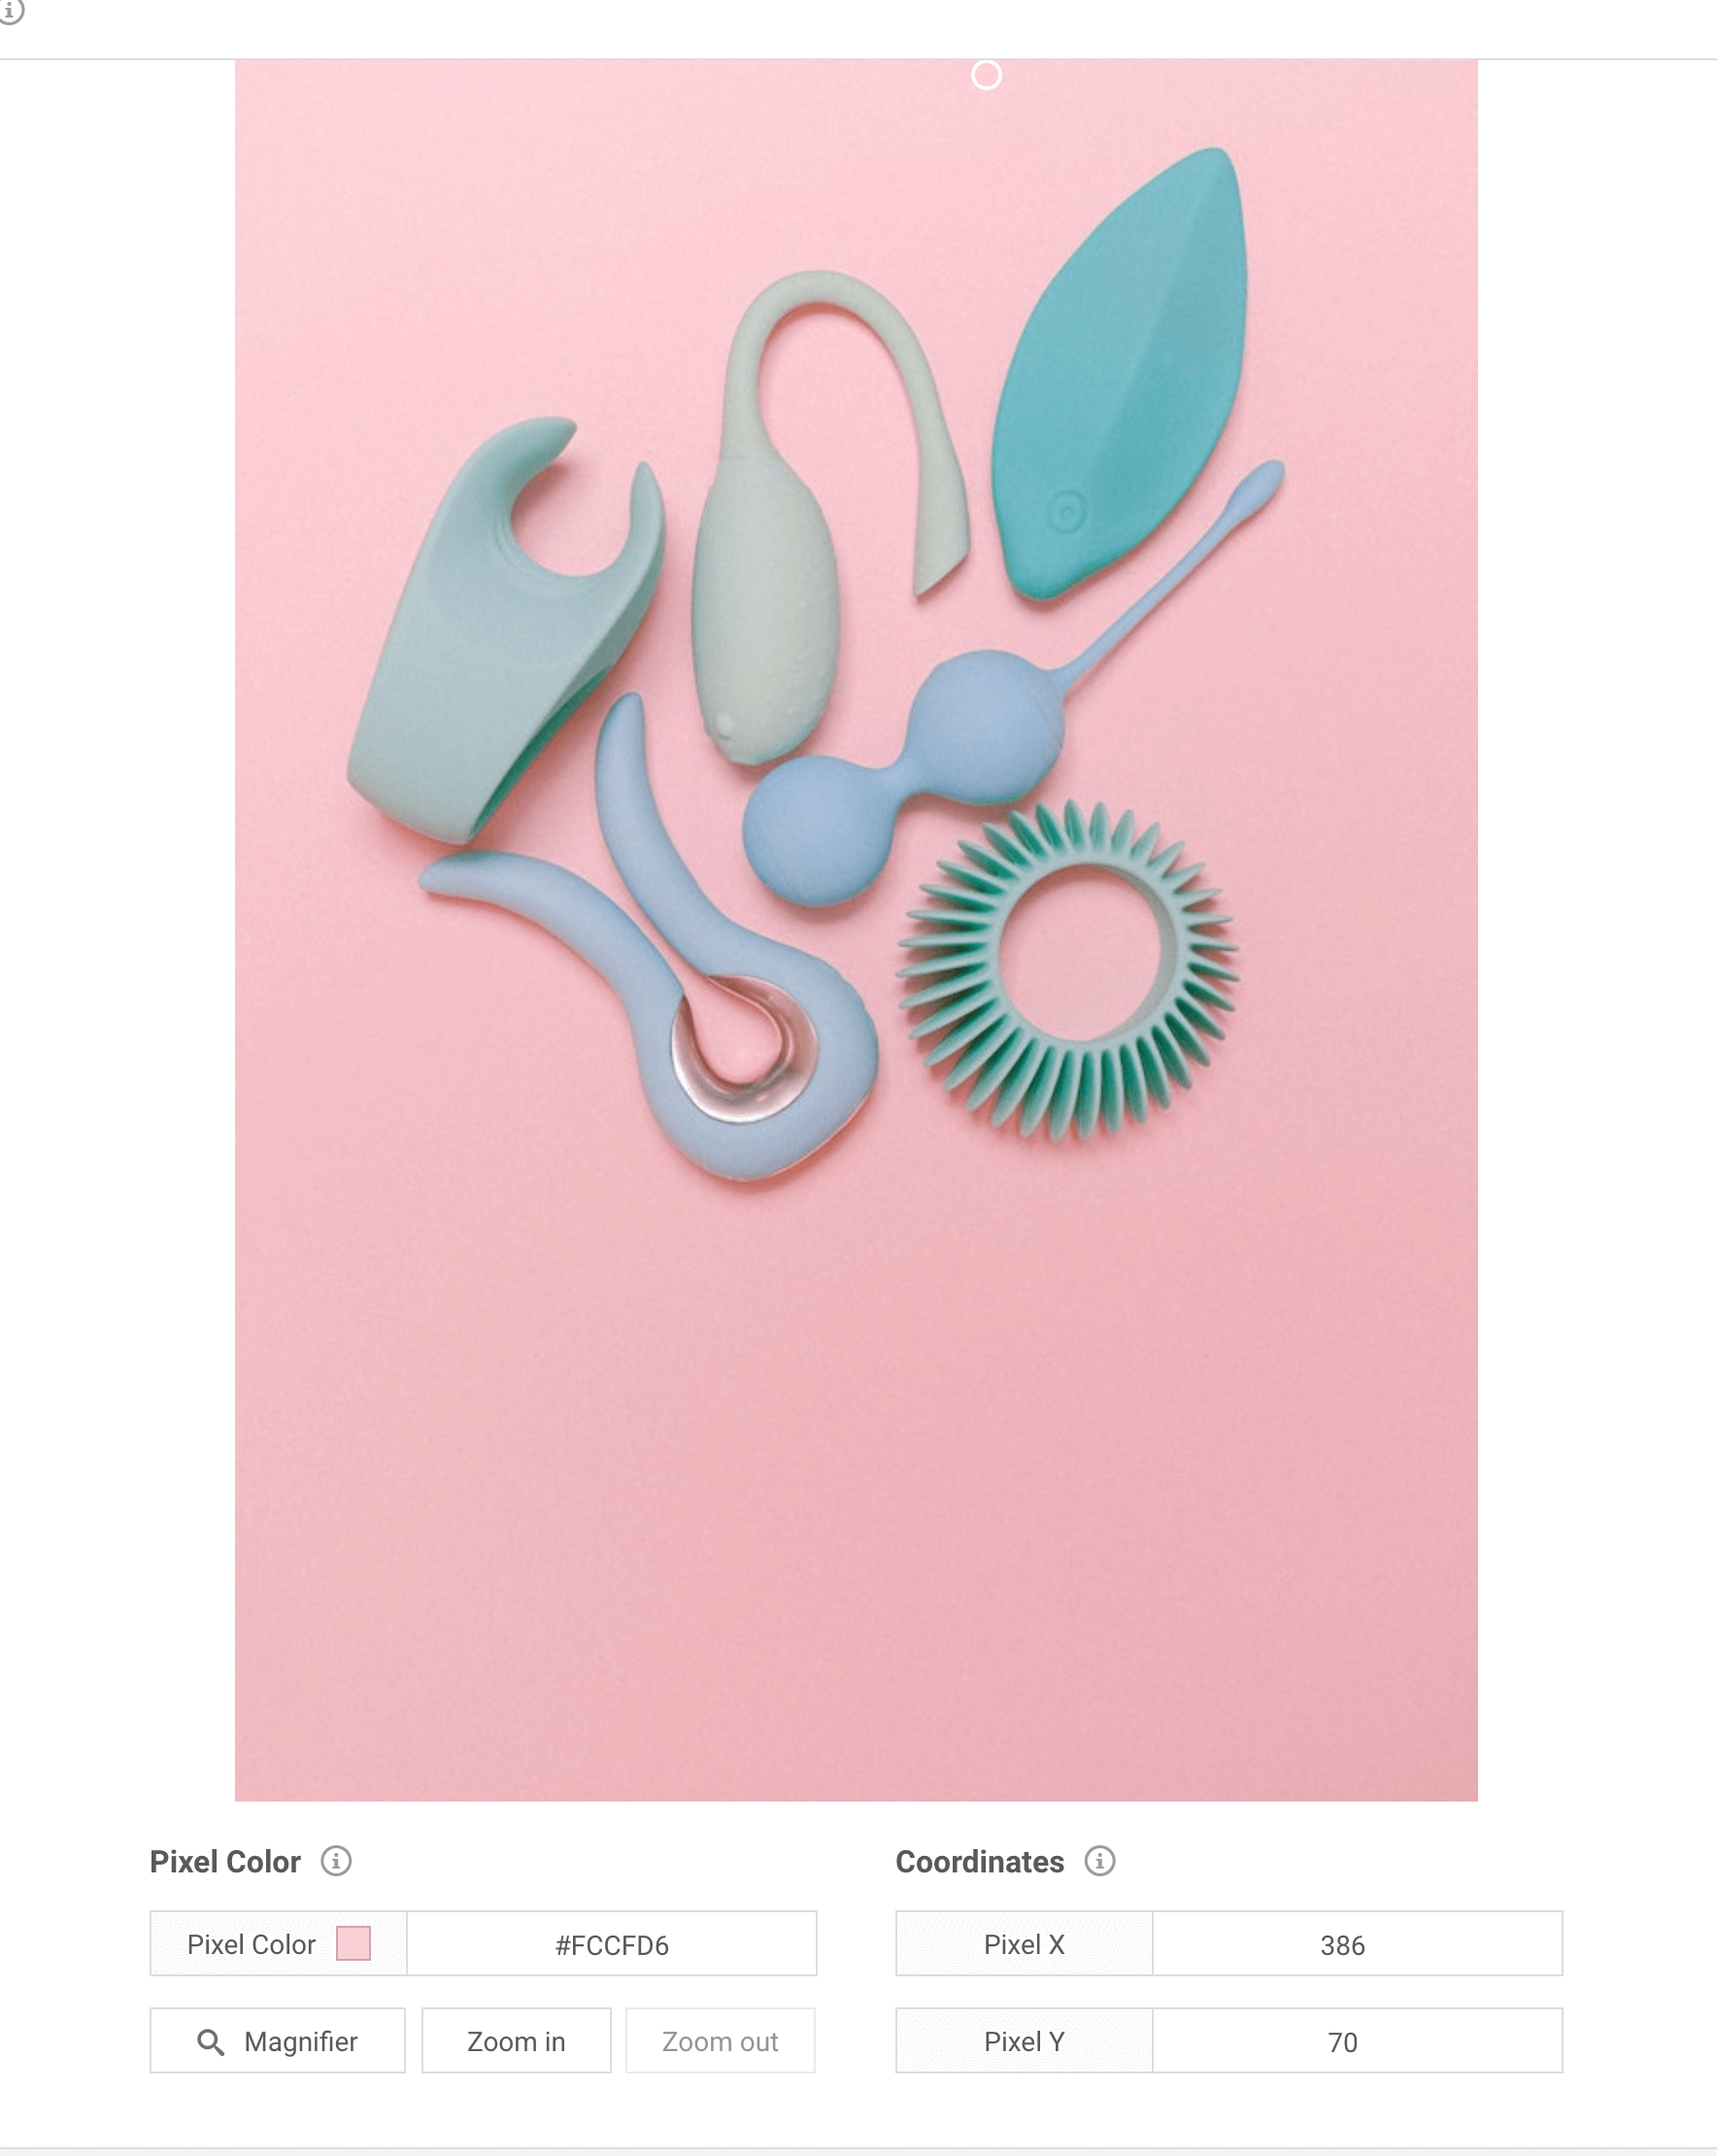 Pixel Color
Coordinates
Pixel Color #FCCFD6
Pixel X 386
Magnifier Zoom in Zoom out
Pixel Y 70